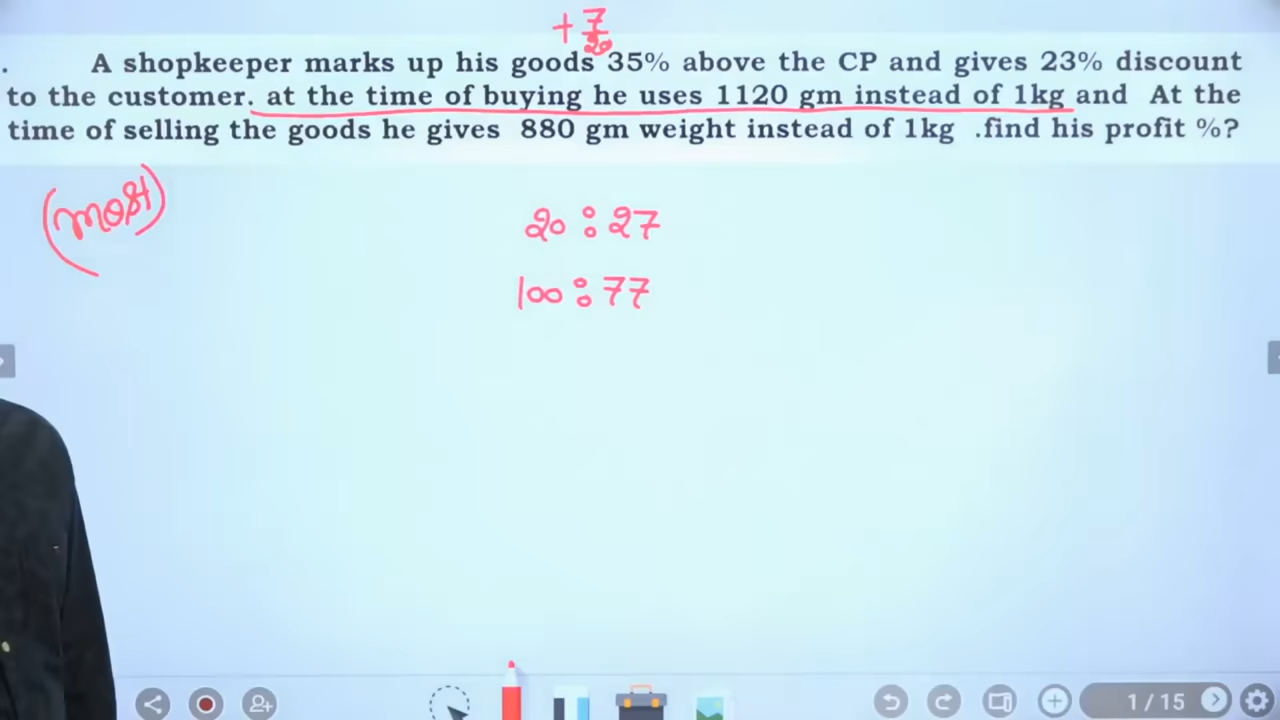 + 7/20
. A shopkeeper marks up his goods 35% above the CP and gives 23% discount
to the customer. at the time of buying he uses 1120 gm instead of 1kg and At the
time of selling the goods he gives 880 gm weight instead of 1kg .find his profit %?
(most)
20 : 27
100 : 77
1 / 15